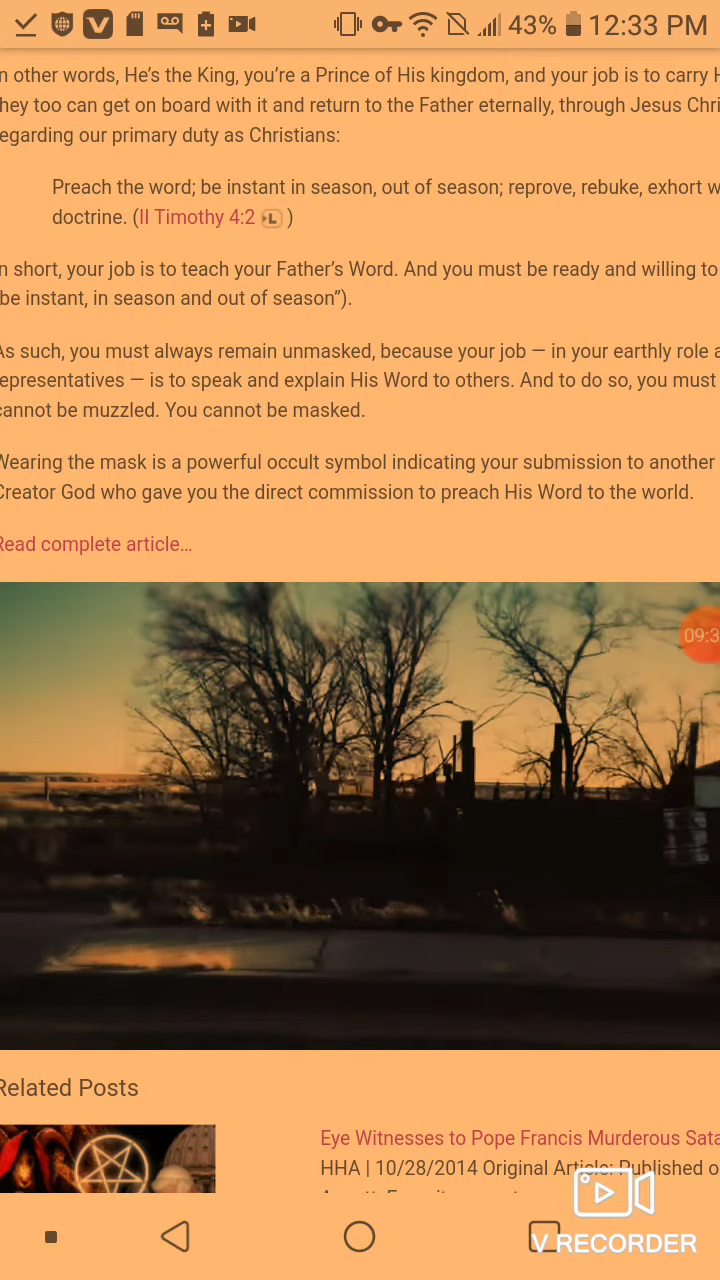 43% 12:33 PM
n other words, He's the King, you're a Prince of His kingdom, and your job is to carry H
hey too can get on board with it and return to the Father eternally, through Jesus Chri
egarding our primary duty as Christians:
Preach the word; be instant in season, out of season; reprove, rebuke, exhort w
doctrine. (II Timothy 4:2 L )
n short, your job is to teach your Father's Word. And you must be ready and willing to
be instant, in season and out of season").
As such, you must always remain unmasked, because your job — in your earthly role a
epresentatives — is to speak and explain His Word to others. And to do so, you must
cannot be muzzled. You cannot be masked.
Wearing the mask is a powerful occult symbol indicating your submission to another
Creator God who gave you the direct commission to preach His Word to the world.
Read complete article…
09:3
Related Posts
Eye Witnesses to Pope Francis Murderous Sata
HHA | 10/28/2014 Original Article: Published o
V RECORDER